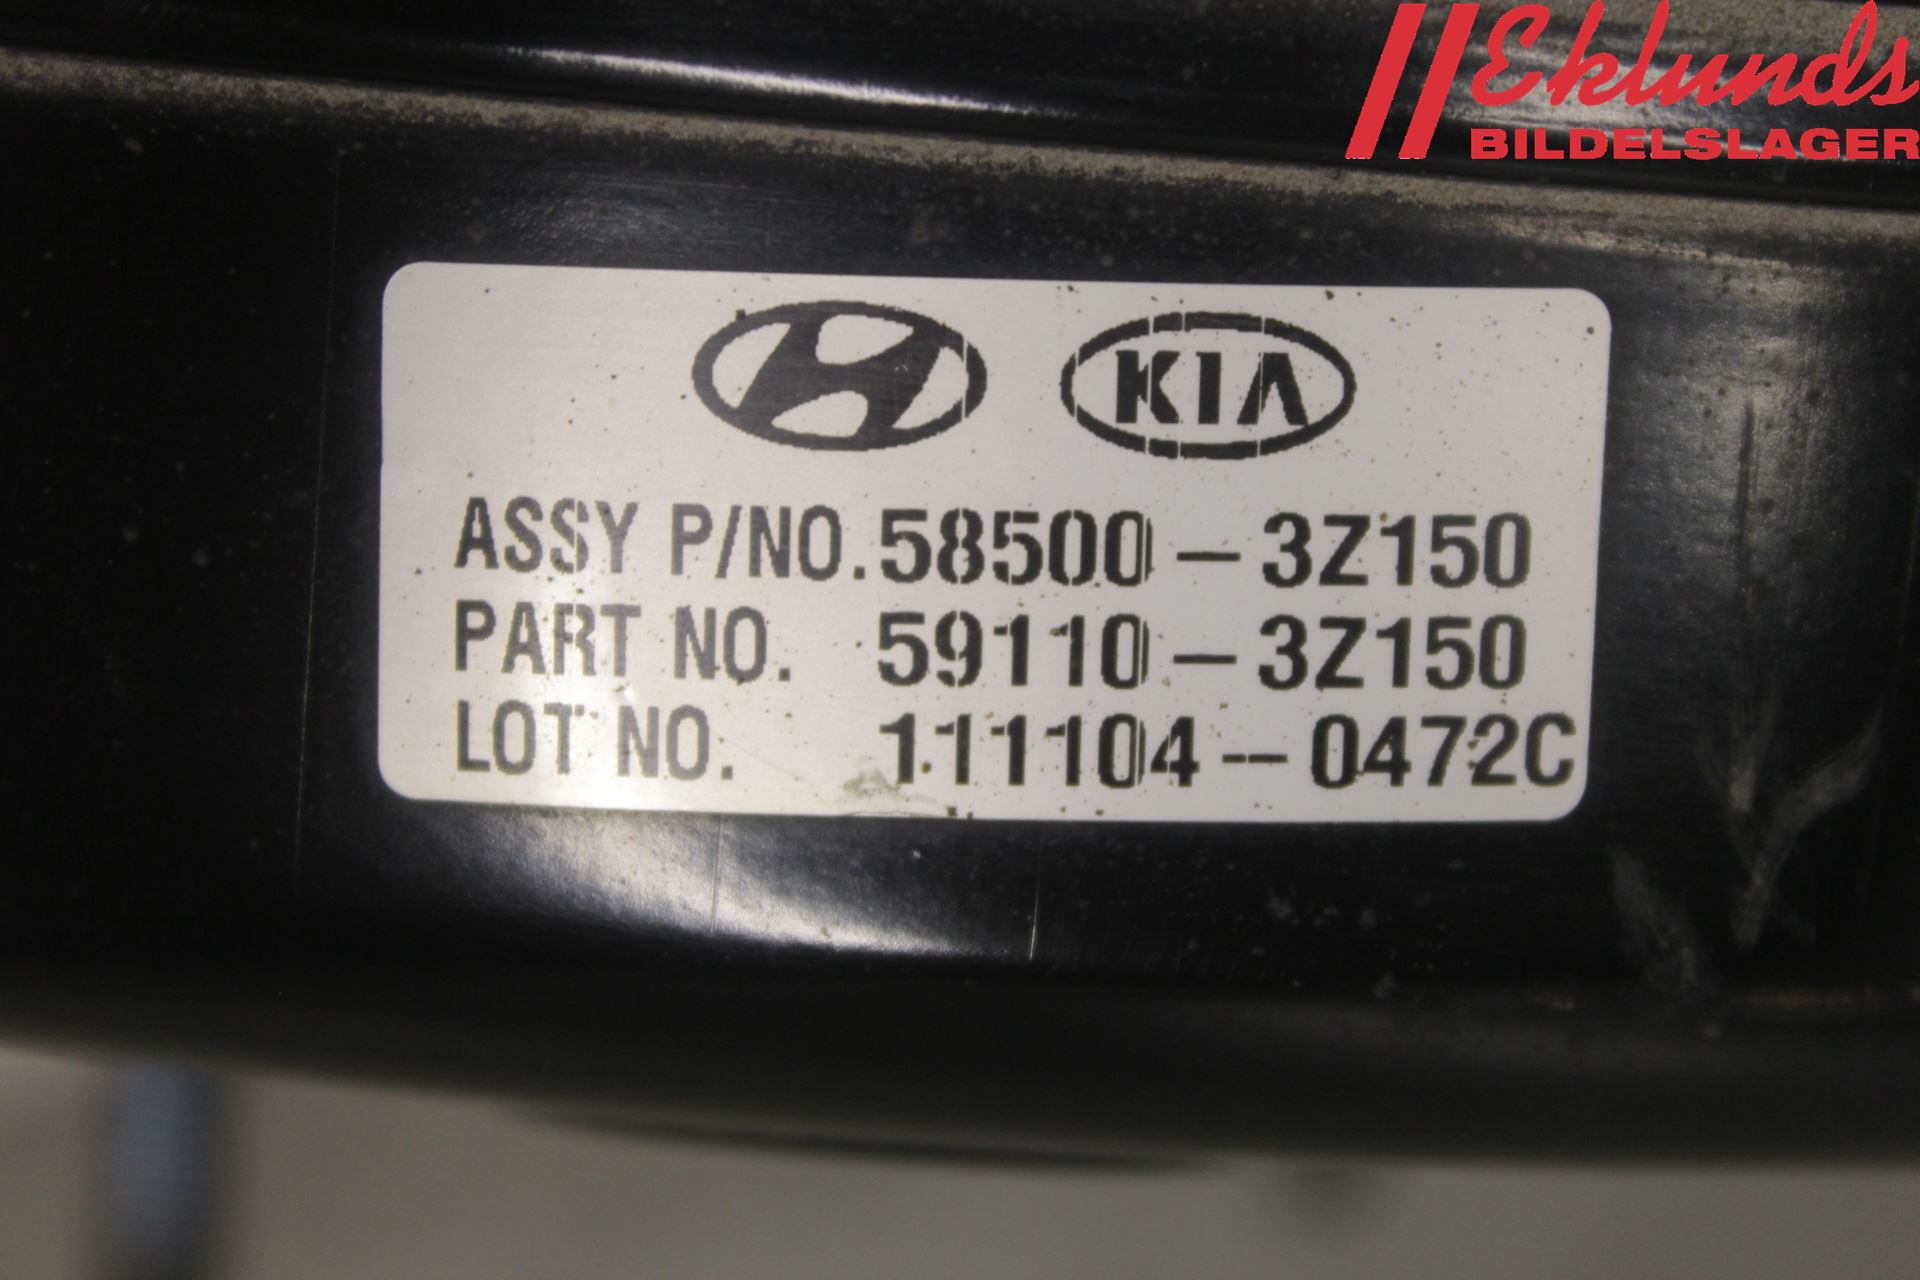 Eklunds
BILDELSLAGER
KIA
ASSY P/NO.58500-3Z150
PART NO. 59110-3Z150
LOT NO. 111104--0472C